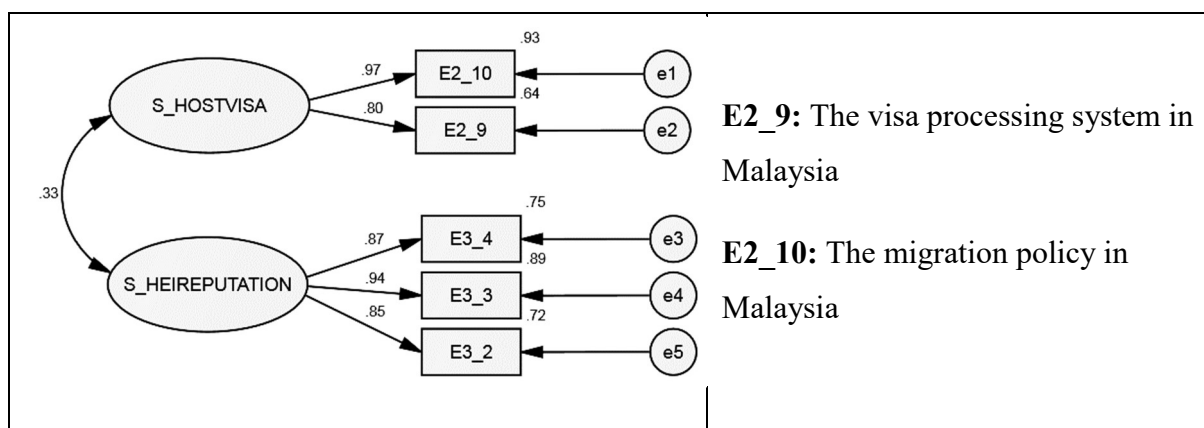 .93
.97
E2_10
e1
S_HOSTVISA
.64
.80
E2_9
e2
.33
.75
.87
E3_4
e3
.89
S_HEIREPUTATION
.94
E3_3
e4
.72
.85
E3_2
e5
E2_9: The visa processing system in
Malaysia
E2_10: The migration policy in
Malaysia